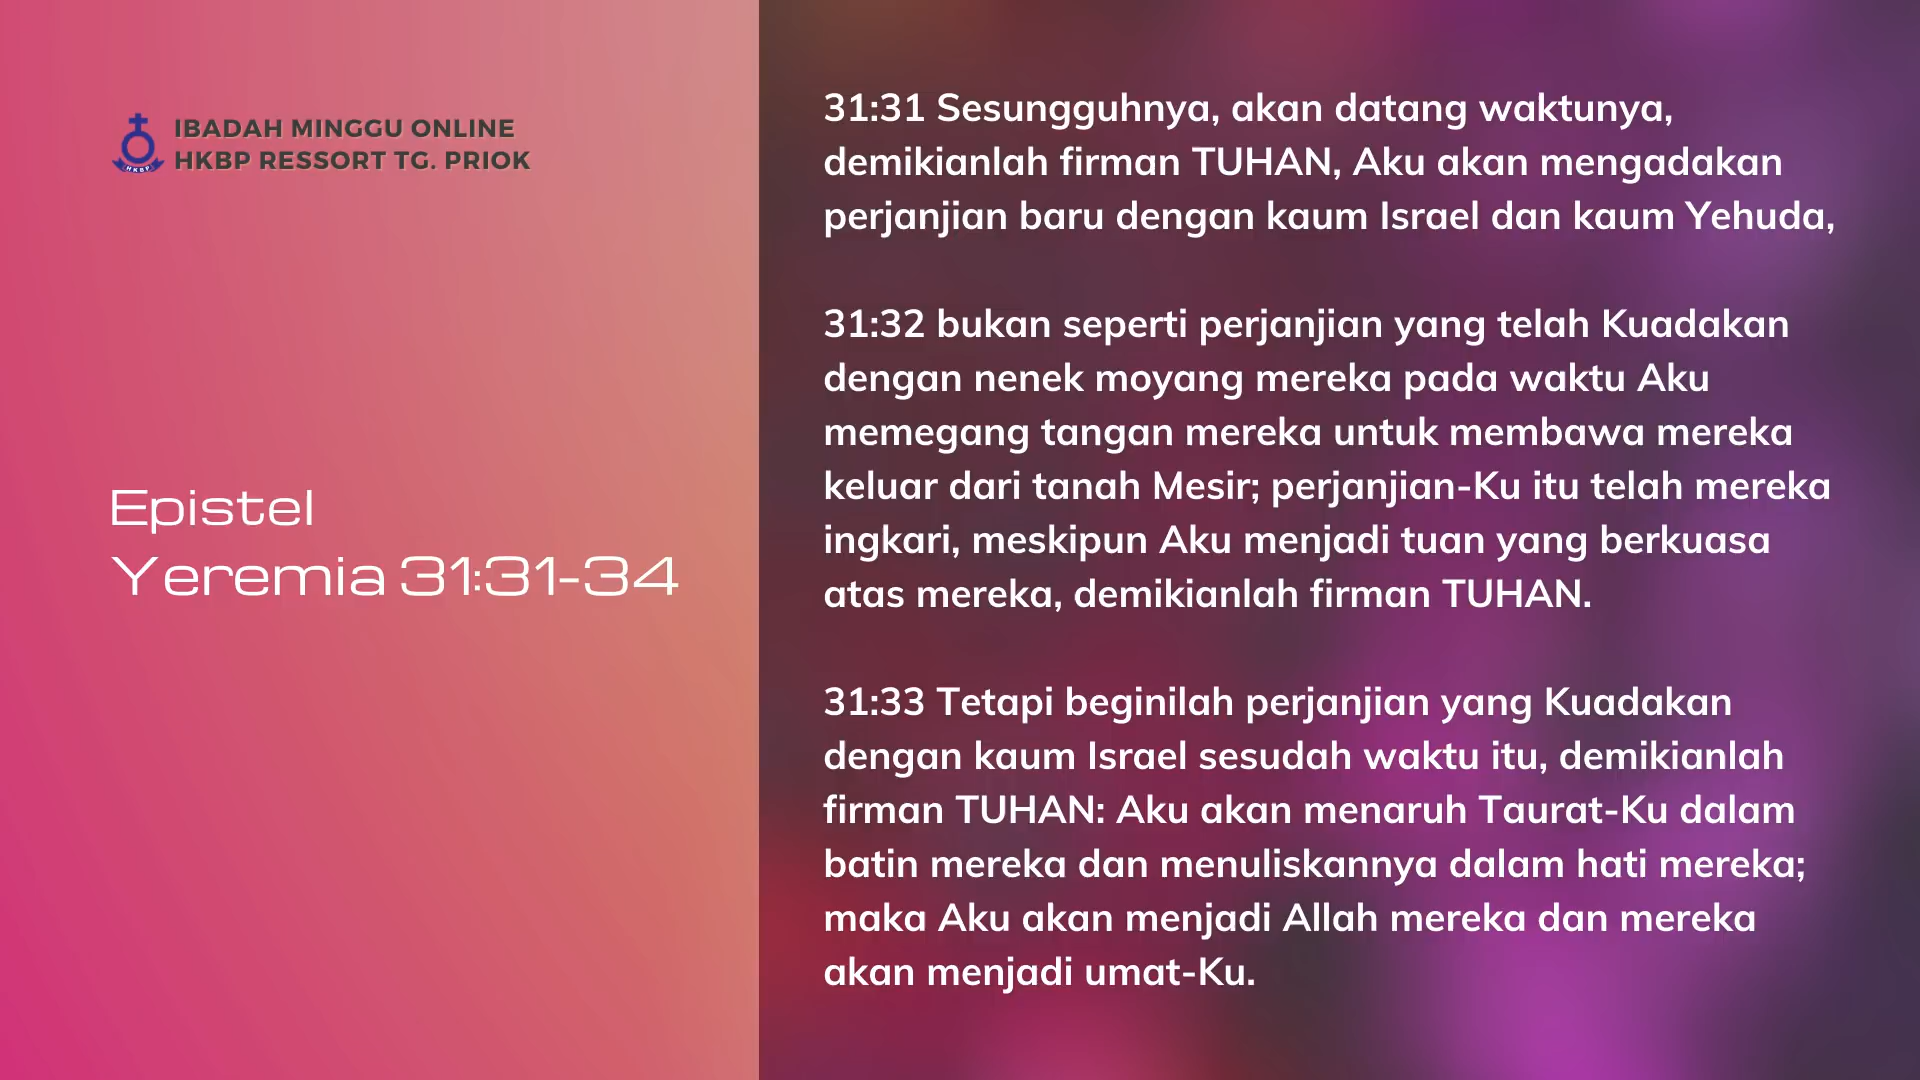 IBADAH MINGGU ONLINE
HKBP RESSORT TG. PRIOK
HKBP
Epistel
Yeremia 31:31-34
31:31 Sesungguhnya, akan datang waktunya,
demikianlah firman TUHAN, Aku akan mengadakan
perjanjian baru dengan kaum Israel dan kaum Yehuda,
31:32 bukan seperti perjanjian yang telah Kuadakan
dengan nenek moyang mereka pada waktu Aku
memegang tangan mereka untuk membawa mereka
keluar dari tanah Mesir; perjanjian-Ku itu telah mereka
ingkari, meskipun Aku menjadi tuan yang berkuasa
atas mereka, demikianlah firman TUHAN.
31:33 Tetapi beginilah perjanjian yang Kuadakan
dengan kaum Israel sesudah waktu itu, demikianlah
firman TUHAN: Aku akan menaruh Taurat-Ku dalam
batin mereka dan menuliskannya dalam hati mereka;
maka Aku akan menjadi Allah mereka dan mereka
akan menjadi umat-Ku.